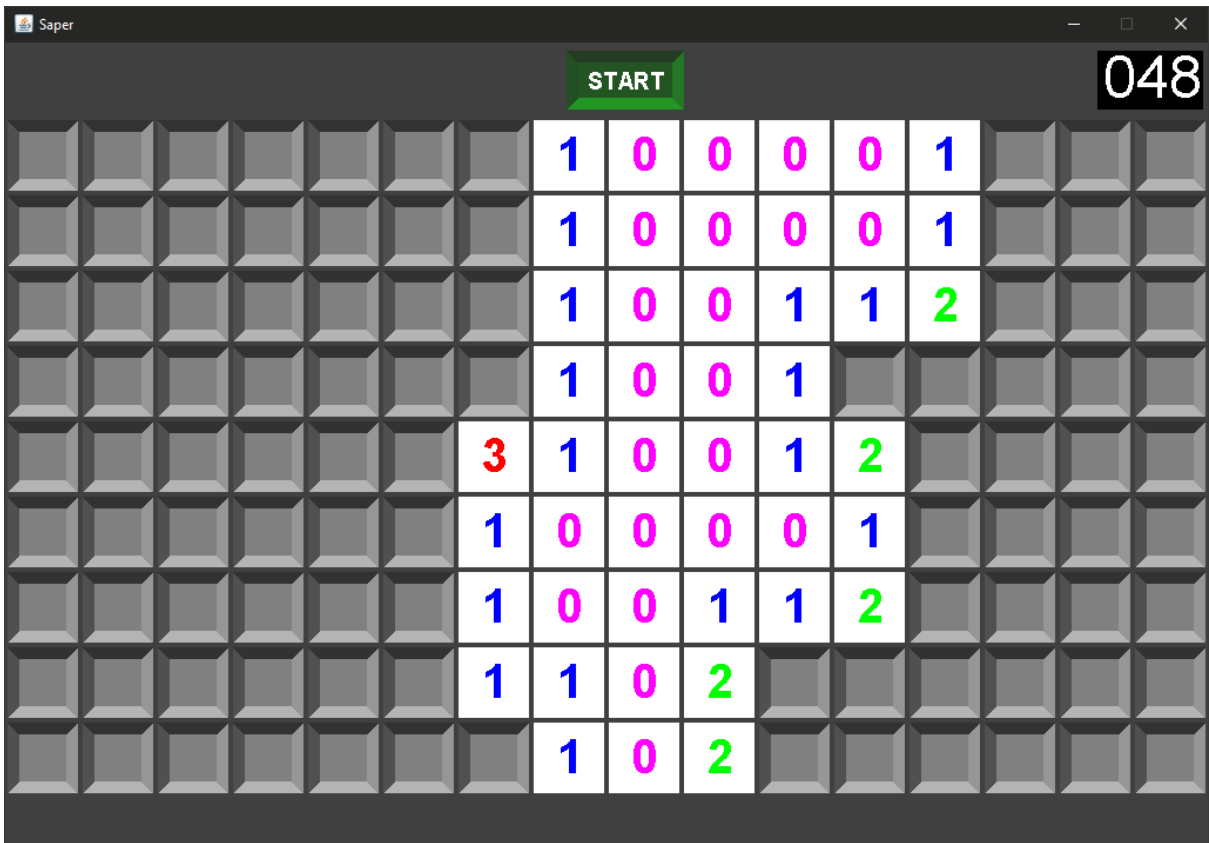 Saper
START
048
1 0 0 0 0 1
1 0 0 0 0 1
1 0 0 1 1 2
1 0 0 1
3 1 0 0 1 2
1 0 0 0 0 1
1 0 0 1 1 2
1 1 0 2
1 0 2